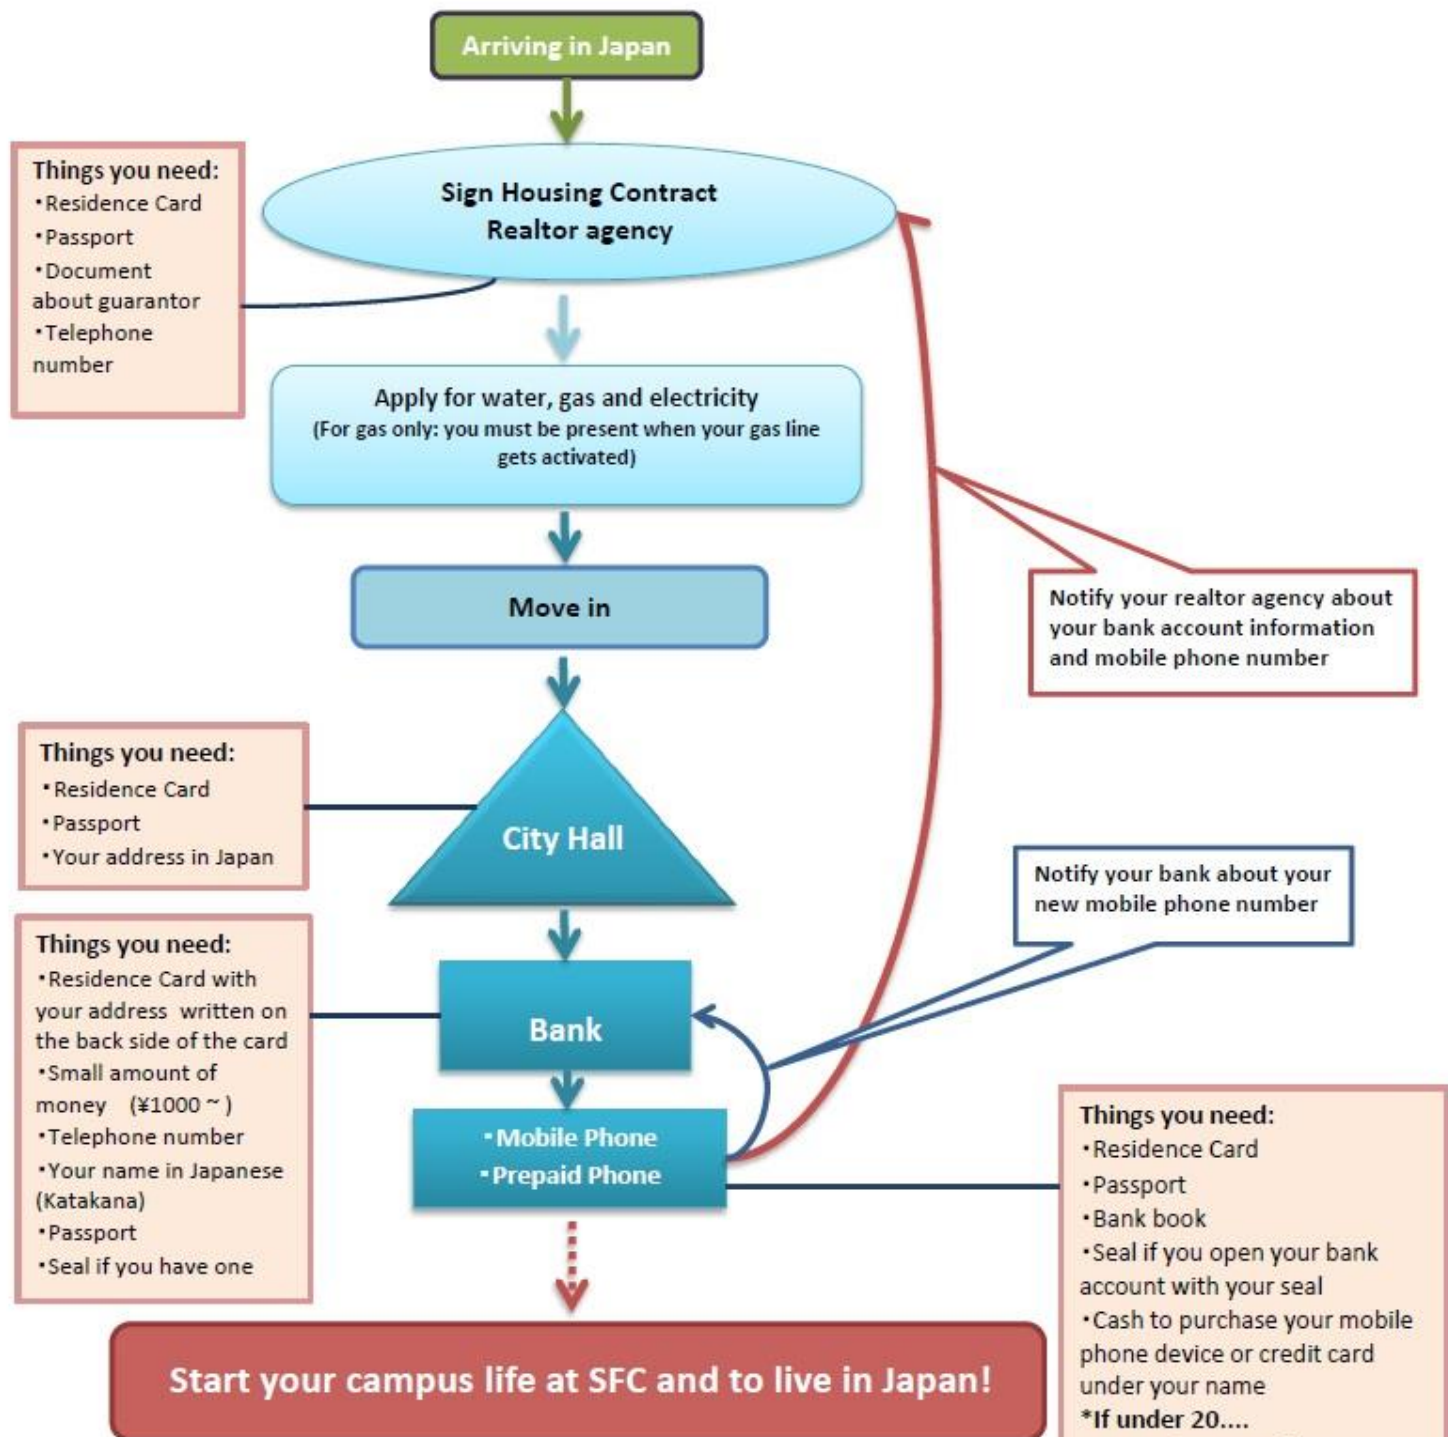 Arriving in Japan
Things you need:
・Residence Card
・Passport
・Document
about guarantor
・Telephone
number
Sign Housing Contract
Realtor agency
Apply for water, gas and electricity
(For gas only: you must be present when your gas line
gets activated)
Move in
Notify your realtor agency about
your bank account information
and mobile phone number
Things you need:
・Residence Card
・Passport
・Your address in Japan
City Hall
Notify your bank about your
new mobile phone number
Things you need:
・Residence Card with
your address written on
the back side of the card
・Small amount of
money (¥1000 ~ )
・Telephone number
・Your name in Japanese
(Katakana)
・Passport
・Seal if you have one
Bank
・Mobile Phone
・Prepaid Phone
Things you need:
・Residence Card
・Passport
・Bank book
・Seal if you open your bank
account with your seal
・Cash to purchase your mobile
phone device or credit card
under your name
*If under 20....
Start your campus life at SFC and to live in Japan!